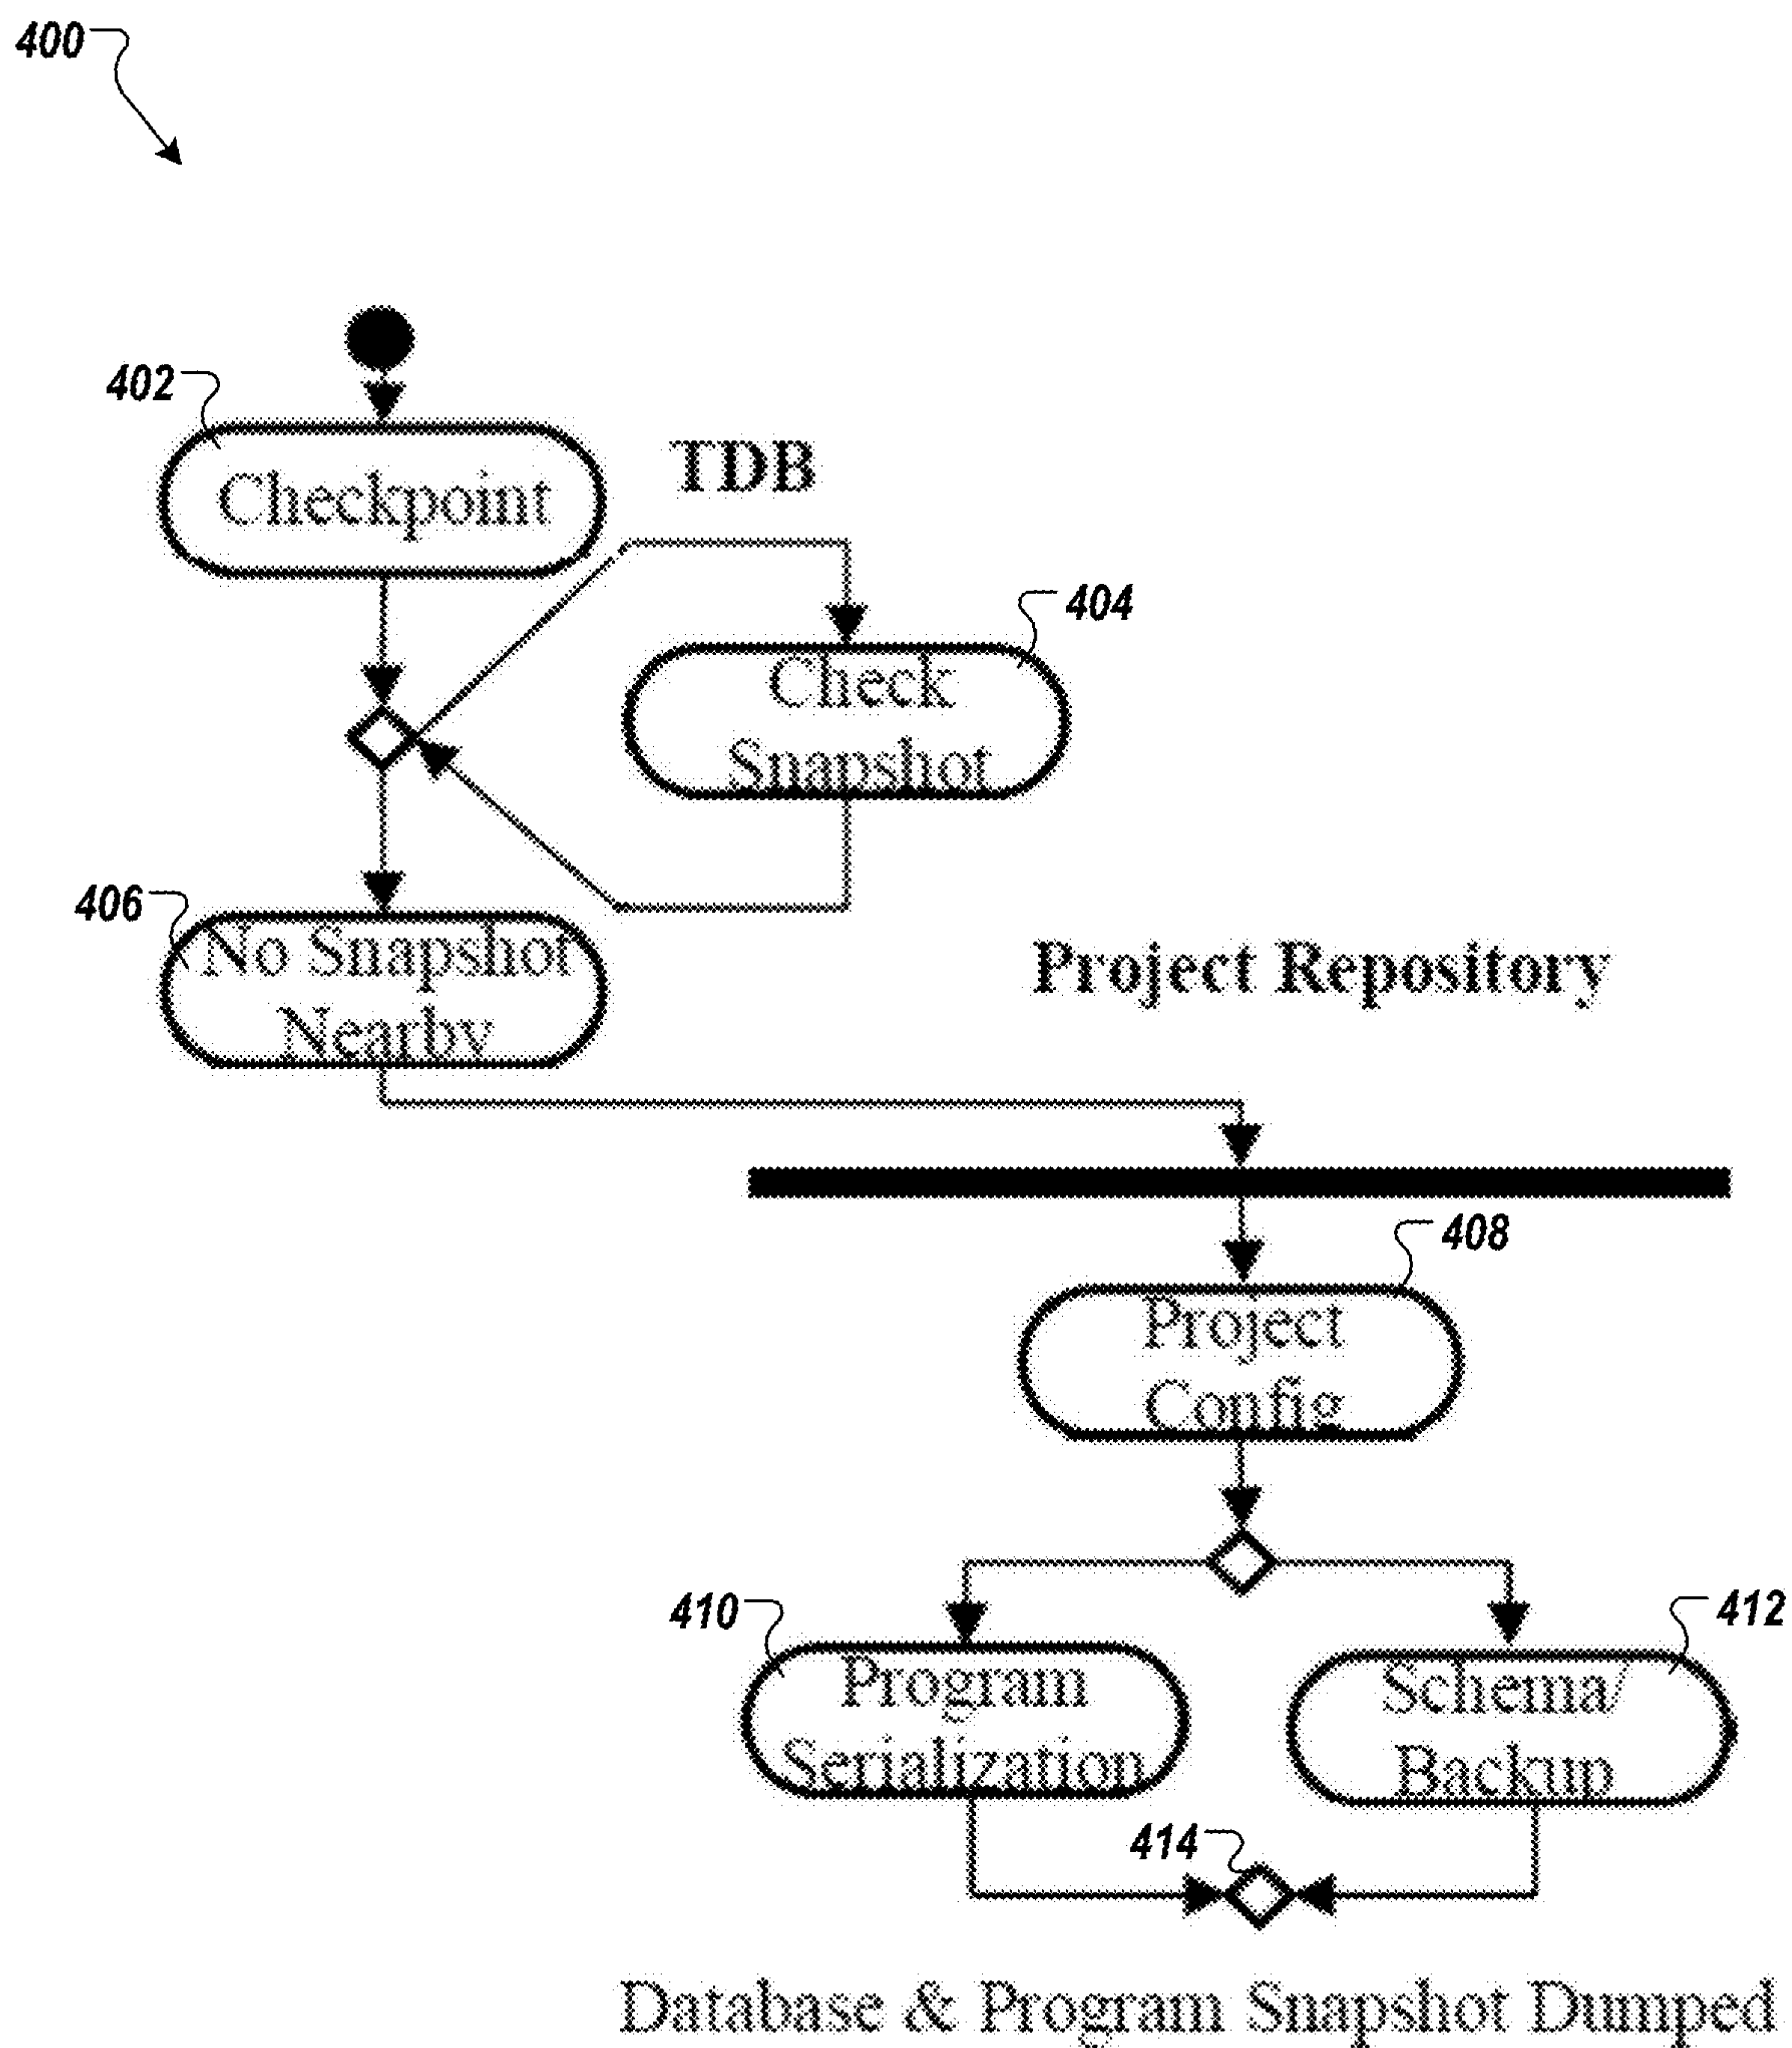 400
402
Checkpoint
TDB
404
Check
Snapshot
406
No Snapshot
Nearby
Project Repository
408
Project
Config
410
Program
Serialization
412
Schema/
Backup
414
Database & Program Snapshot Dumped